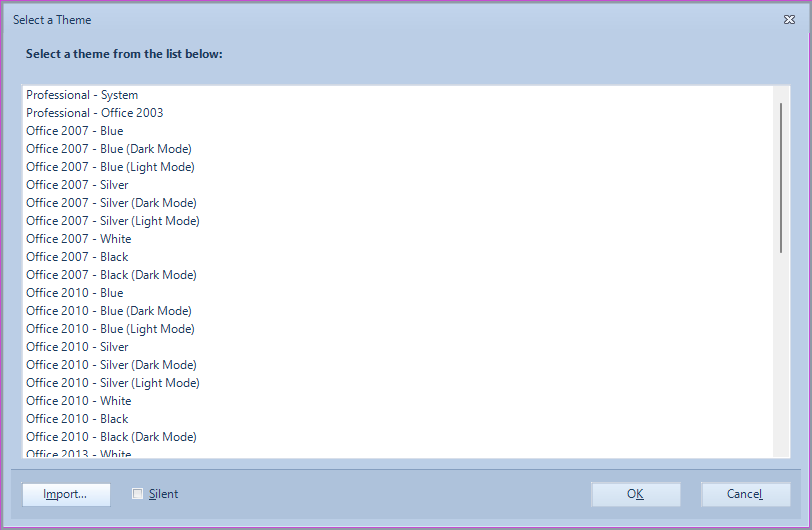 Select a Theme
Select a theme from the list below:
Professional - System
Professional - Office 2003
Office 2007 - Blue
Office 2007 - Blue (Dark Mode)
Office 2007 - Blue (Light Mode)
Office 2007 - Silver
Office 2007 - Silver (Dark Mode)
Office 2007 - Silver (Light Mode)
Office 2007 - White
Office 2007 - Black
Office 2007 - Black (Dark Mode)
Office 2010 - Blue
Office 2010 - Blue (Dark Mode)
Office 2010 - Blue (Light Mode)
Office 2010 - Silver
Office 2010 - Silver (Dark Mode)
Office 2010 - Silver (Light Mode)
Office 2010 - White
Office 2010 - Black
Office 2010 - Black (Dark Mode)
Office 2013 - White
Import... Silent OK Cancel